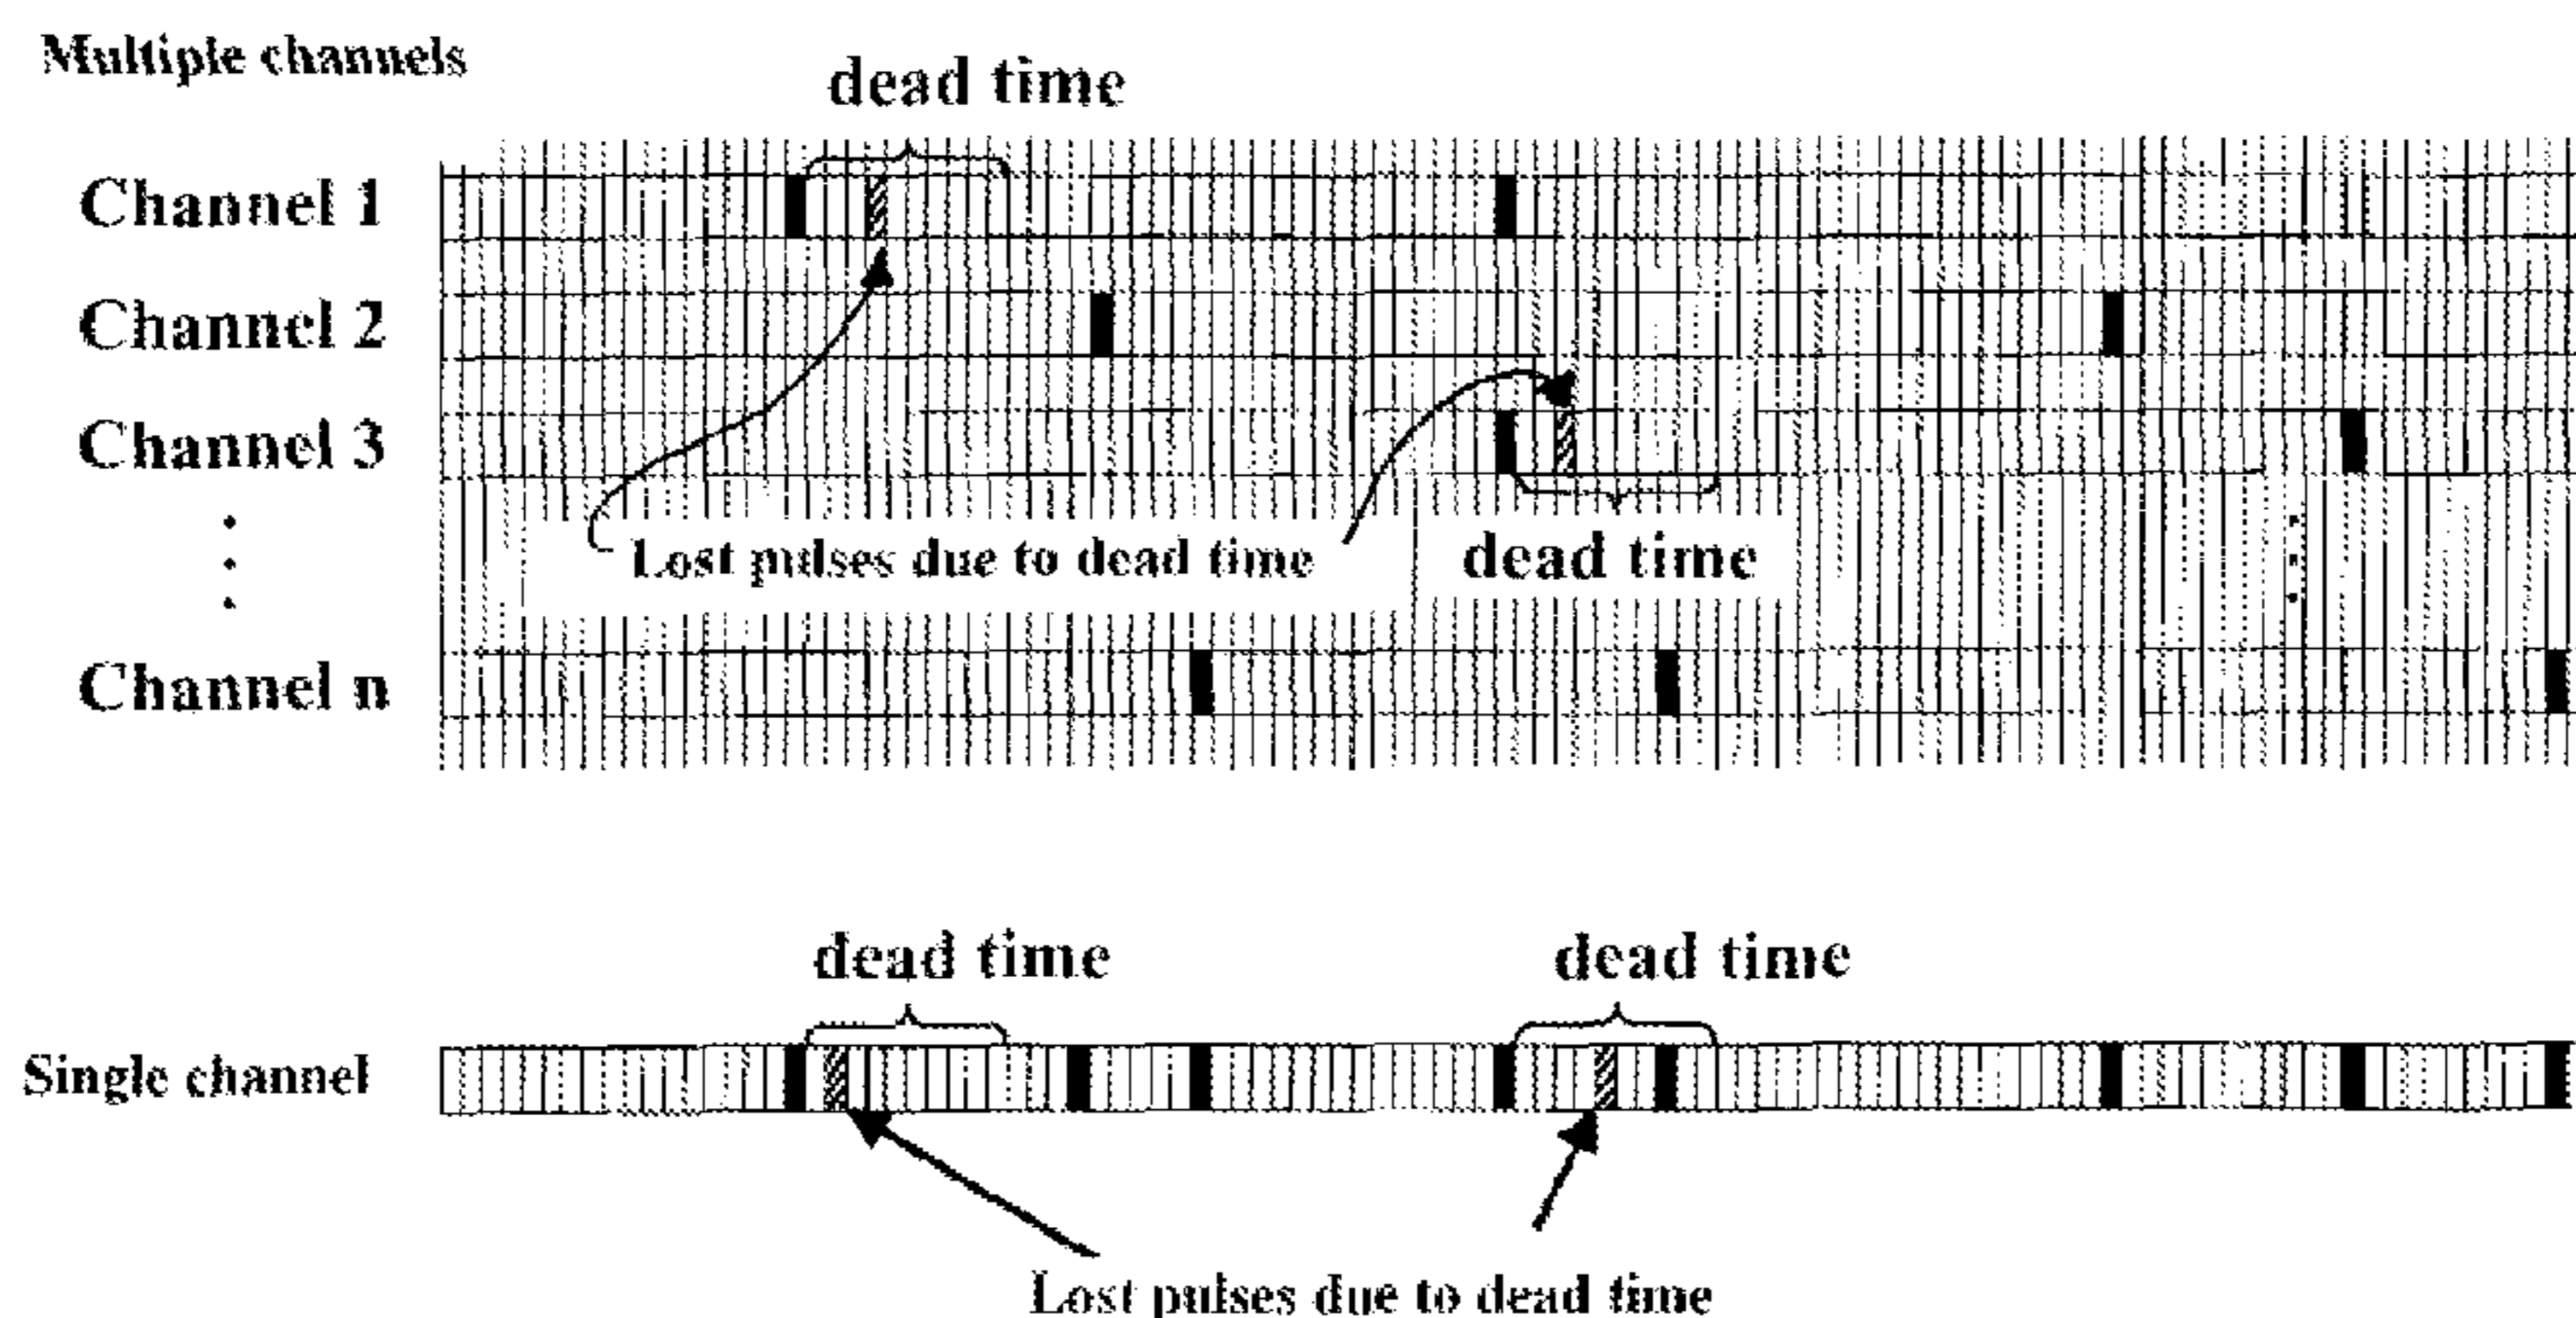 Multiple channels
dead time
Channel 1
Channel 2
Channel 3
Lost pulses due to dead time
dead time
Channel n
dead time
dead time
Single channel
Lost pulses due to dead time